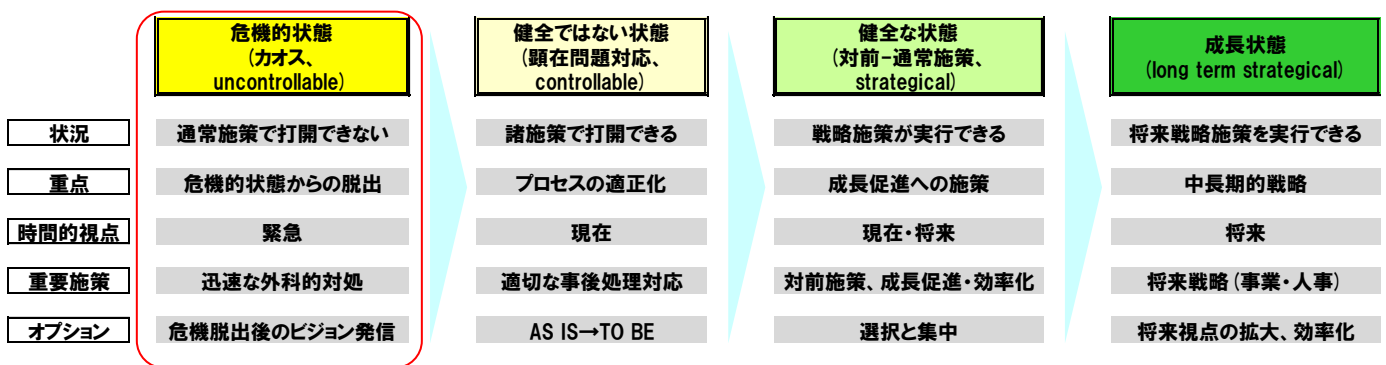 危機的状態
(カオス、
uncontrollable)
健全ではない状態
(顕在問題対応、
controllable)
健全な状態
(対前-通常施策、
strategical)
成長状態
(long term strategical)
状況
通常施策で打開できない
諸施策で打開できる
戦略施策が実行できる
将来戦略施策を実行できる
重点
危機的状態からの脱出
プロセスの適正化
成長促進への施策
中長期的戦略
時間的視点
緊急
現在
現在・将来
将来
重要施策
迅速な外科的対処
適切な事後処理対応
対前施策、成長促進・効率化
将来戦略(事業・人事)
オプション
危機脱出後のビジョン発信
AS IS→TO BE
選択と集中
将来視点の拡大、効率化